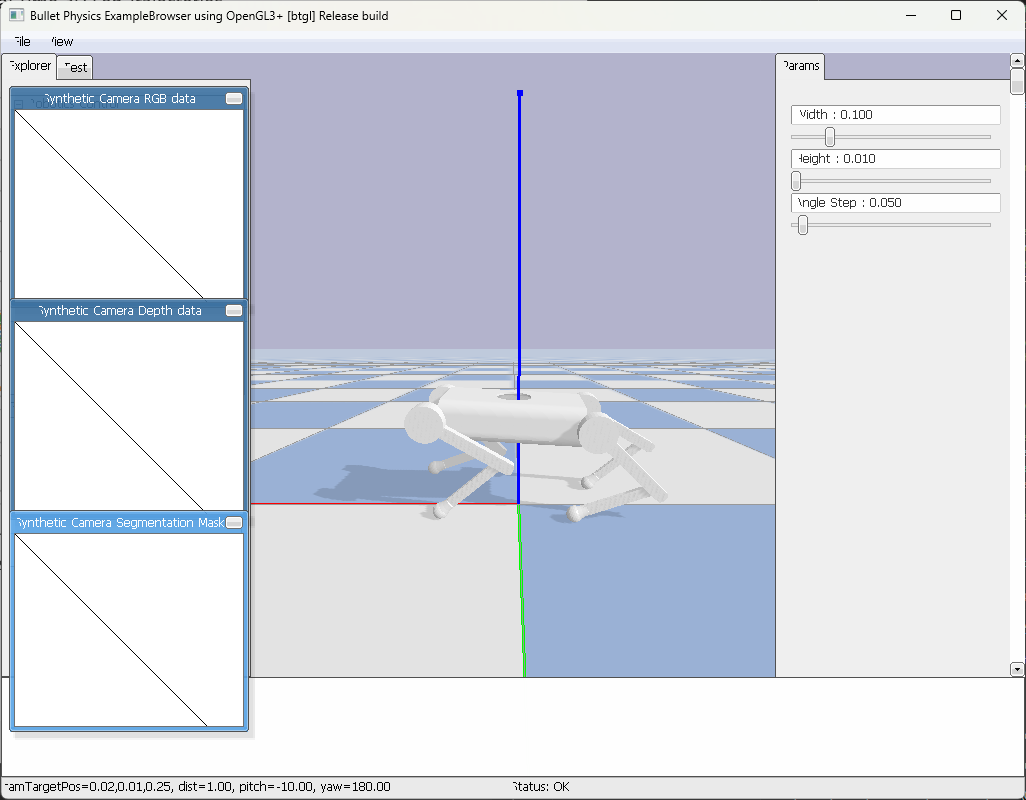 Bullet Physics ExampleBrowser using OpenGL3+ [btgl] Release build
File View
Explorer Test
Synthetic Camera RGB data
Synthetic Camera Depth data
Synthetic Camera Segmentation Mask
Params
Width : 0.100
Height : 0.010
Angle Step : 0.050
camTargetPos=0.02,0.01,0.25, dist=1.00, pitch=-10.00, yaw=180.00
Status: OK